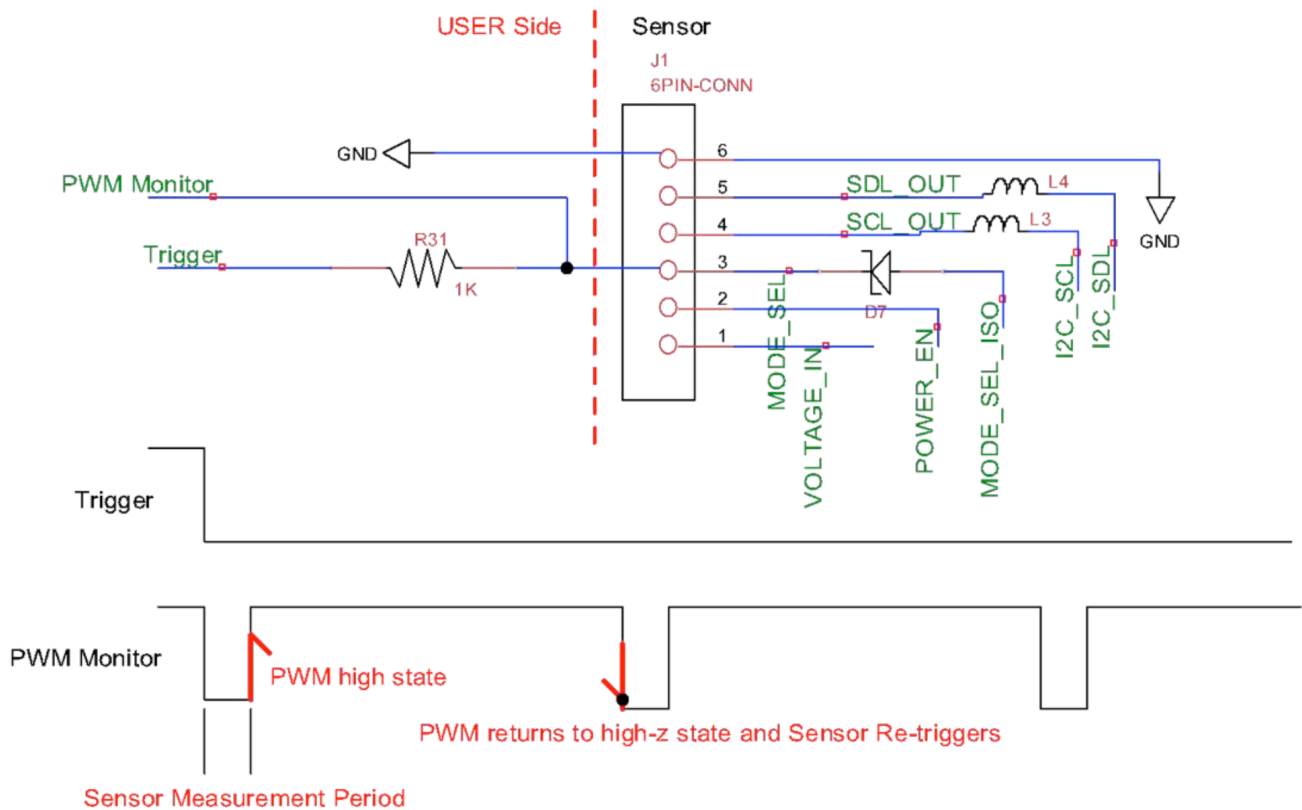 USER Side
Sensor
J1
6PIN-CONN
GND
6
PWM Monitor
5
SDL_OUT
L4
4
SCL_OUT
L3
GND
Trigger
R31
1K
3
D7
2
1
MODE_SEL
VOLTAGE_IN
POWER_EN
MODE_SEL_ISO
I2C_SCL
I2C_SDL
Trigger
PWM Monitor
PWM high state
PWM returns to high-z state and Sensor Re-triggers
Sensor Measurement Period